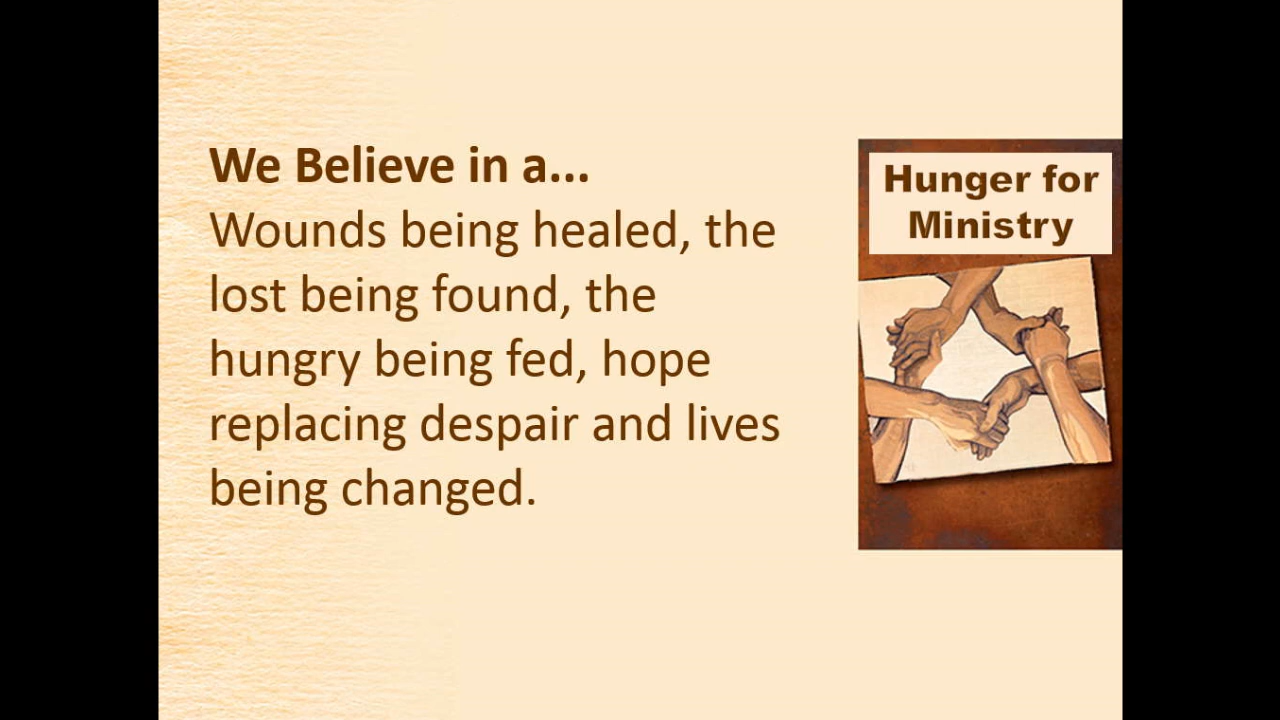 We Believe in a...
Wounds being healed, the
lost being found, the
hungry being fed, hope
replacing despair and lives
being changed.
Hunger for
Ministry